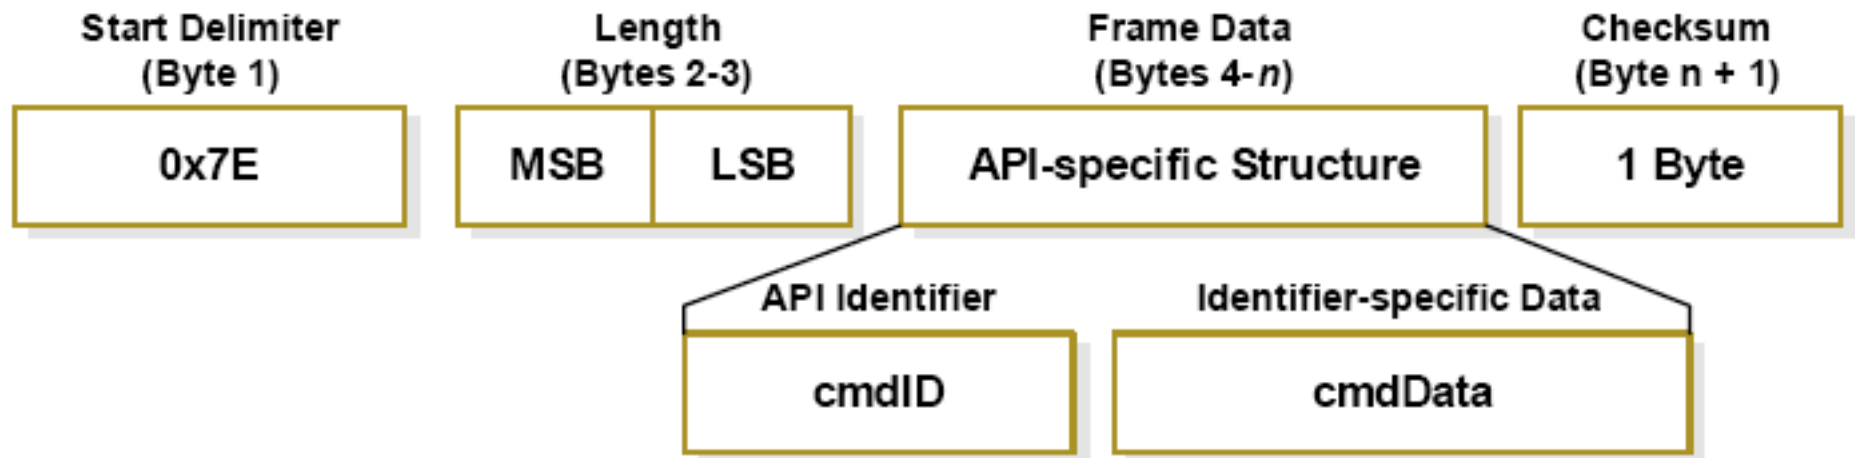 Start Delimiter
(Byte 1)
Length
(Bytes 2-3)
Frame Data
(Bytes 4-n)
Checksum
(Byte n + 1)
0x7E
MSB
LSB
API-specific Structure
1 Byte
API Identifier
Identifier-specific Data
cmdID
cmdData